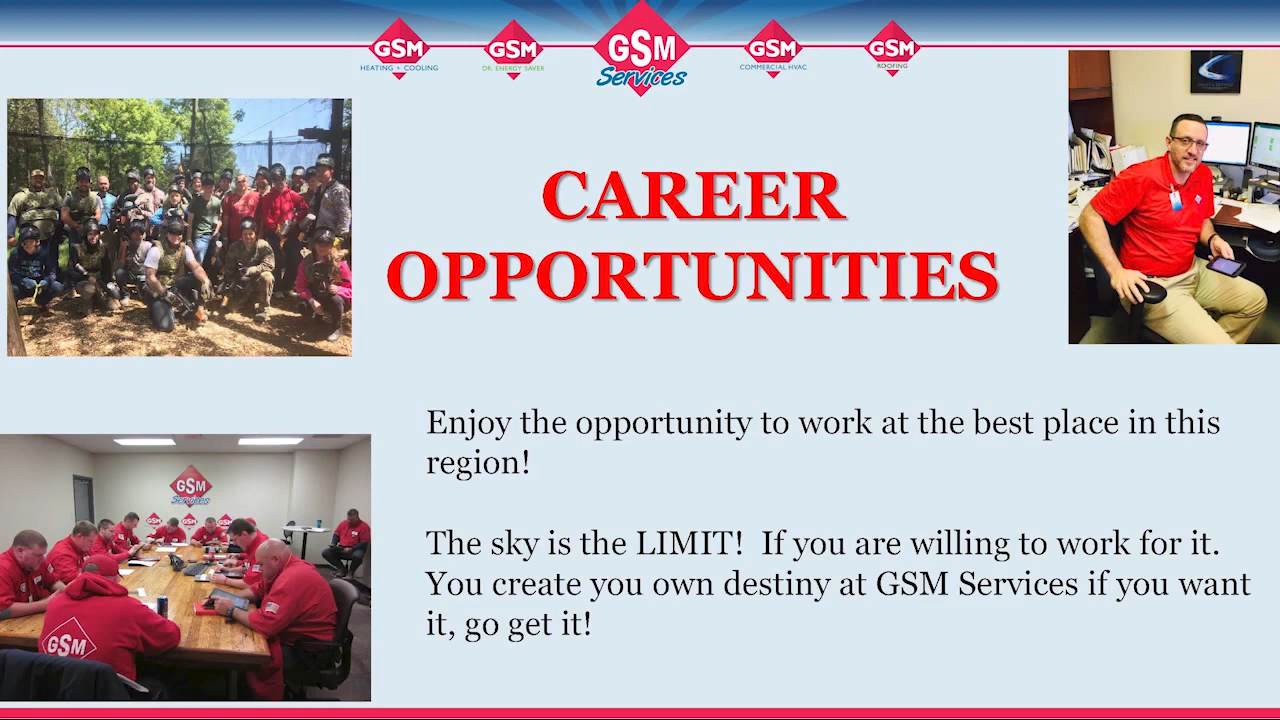 GSM
HEATING + COOLING
GSM
DR. ENERGY SAVER
GSM
Services
GSM
COMMERCIAL HVAC
GSM
ROOFING
CAREER
OPPORTUNITIES
Enjoy the opportunity to work at the best place in this
region!
The sky is the LIMIT!  If you are willing to work for it.
You create you own destiny at GSM Services if you want
it, go get it!
GSM
Services
GSM
GSM
GSM
GSM